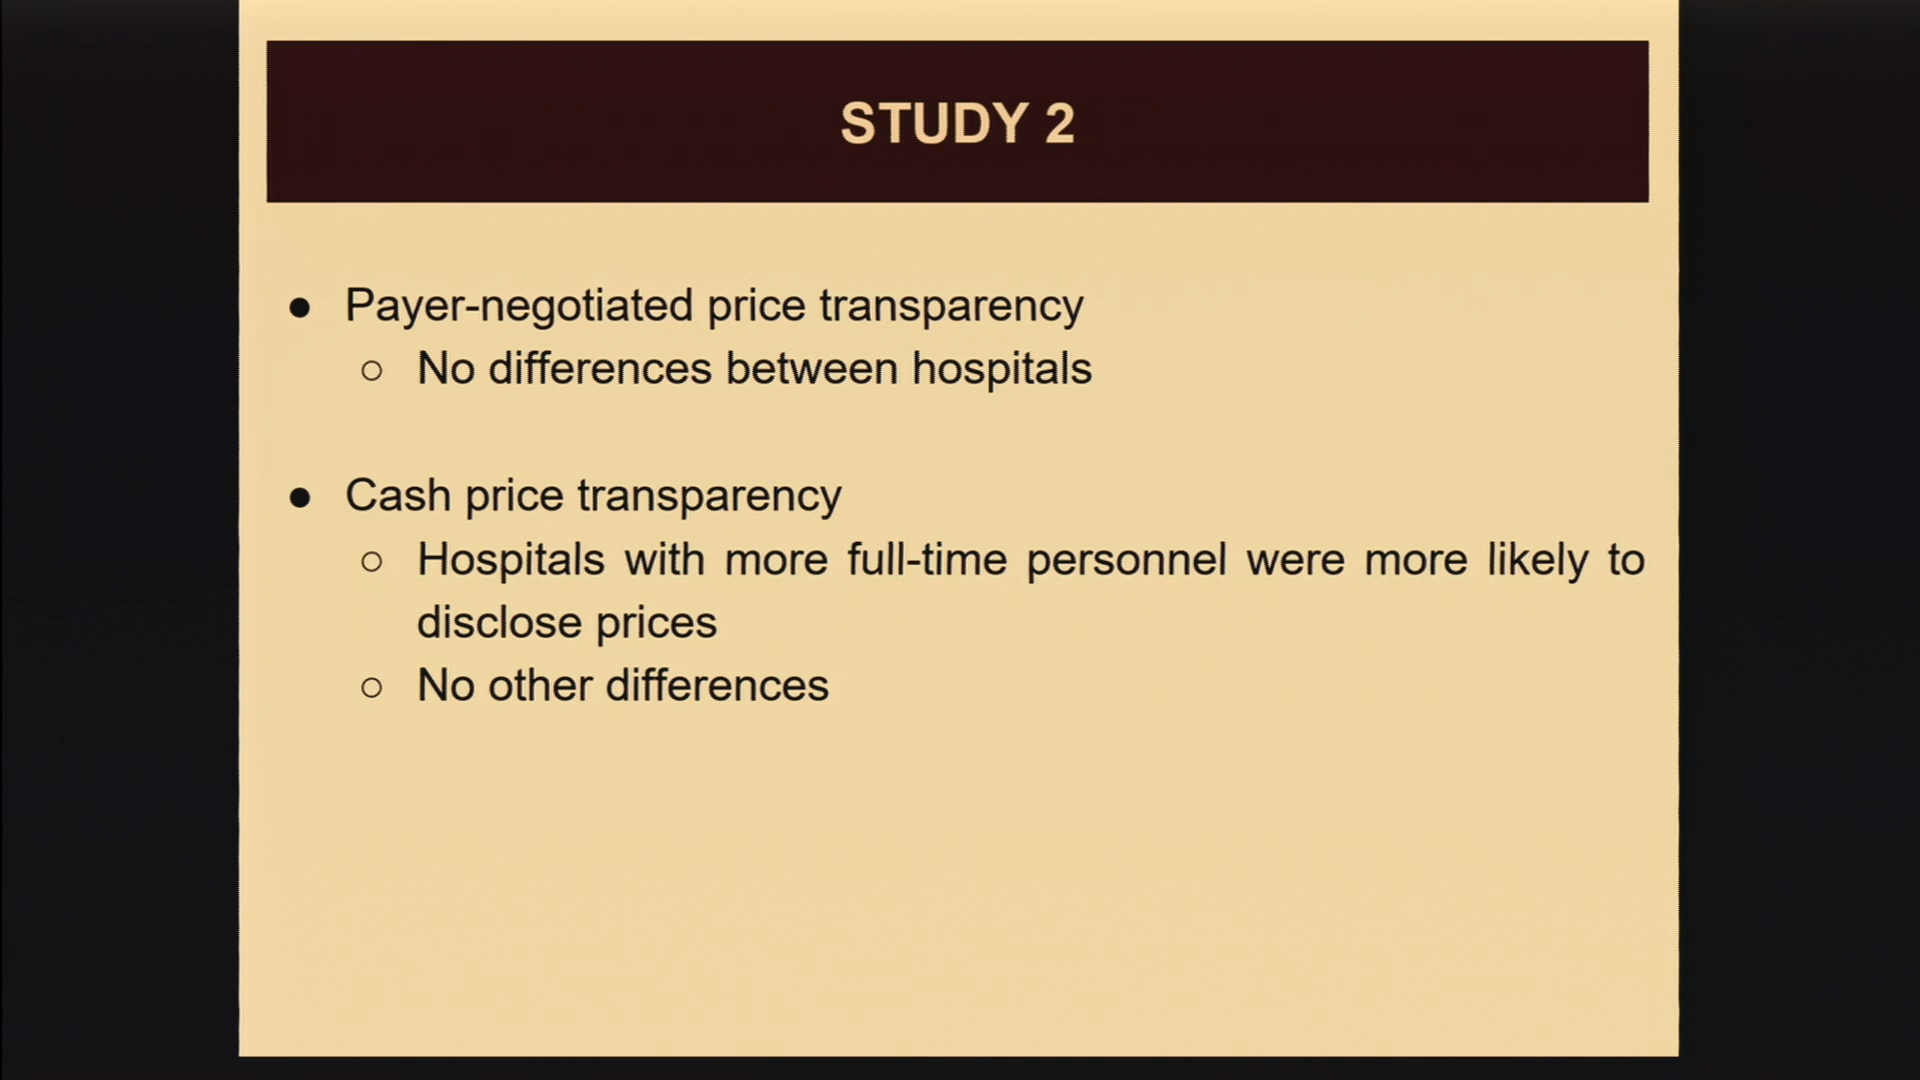 STUDY 2
● Payer-negotiated price transparency
○ No differences between hospitals
● Cash price transparency
○ Hospitals with more full-time personnel were more likely to
disclose prices
○ No other differences